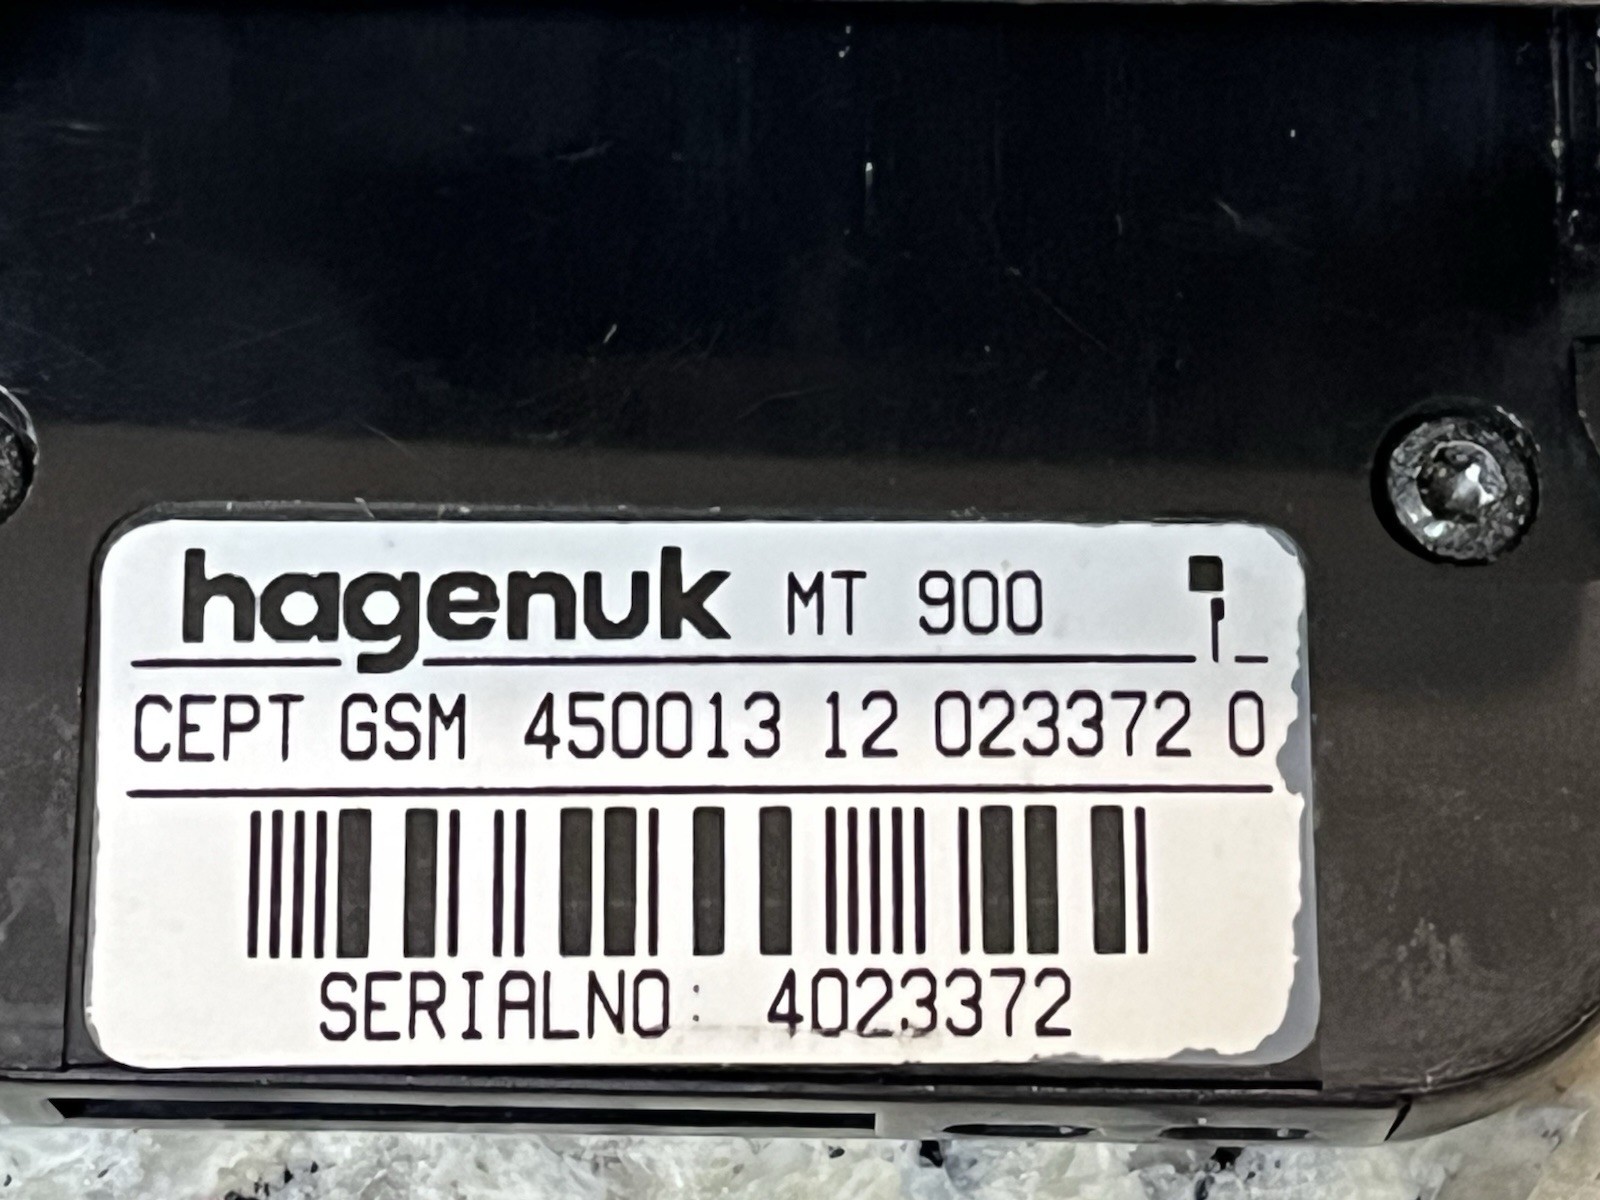 hagenuk MT 900
CEPT GSM 450013 12 023372 0
SERIALNO: 4023372